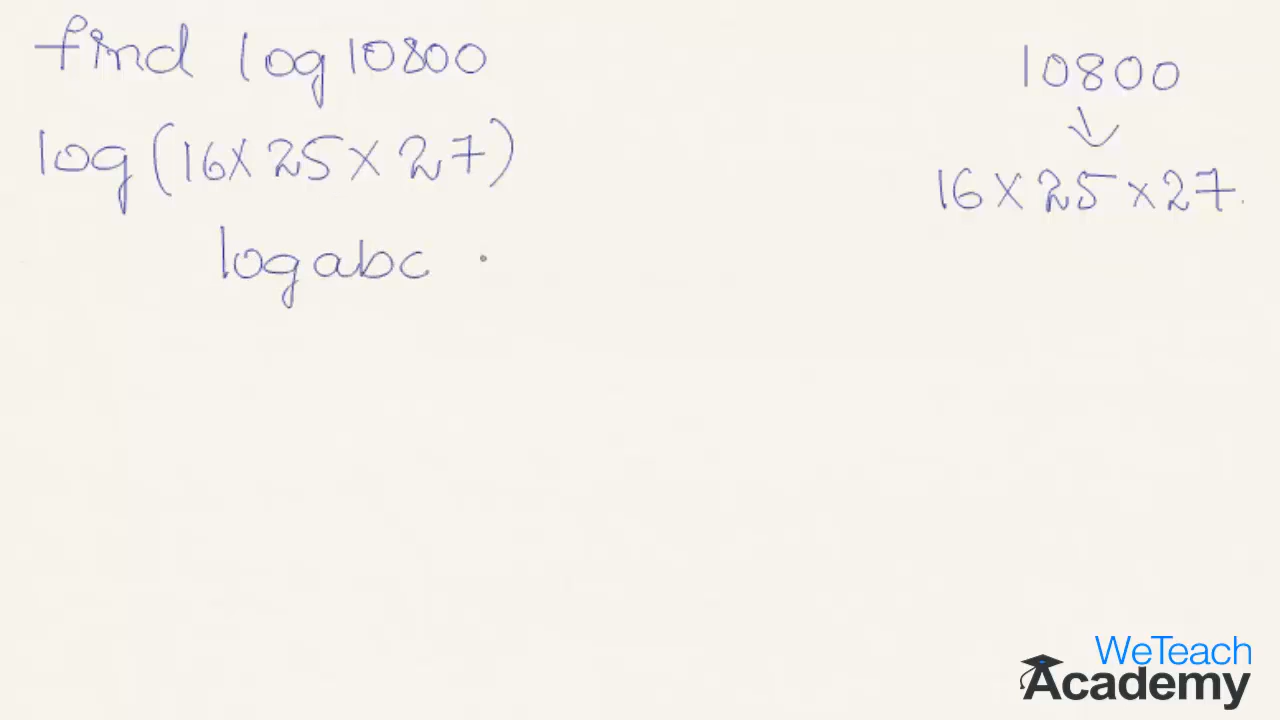 find log 10800
log (16 x 25 x 27)
log abc
10800
16 x 25 x 27
WeTeach
Academy